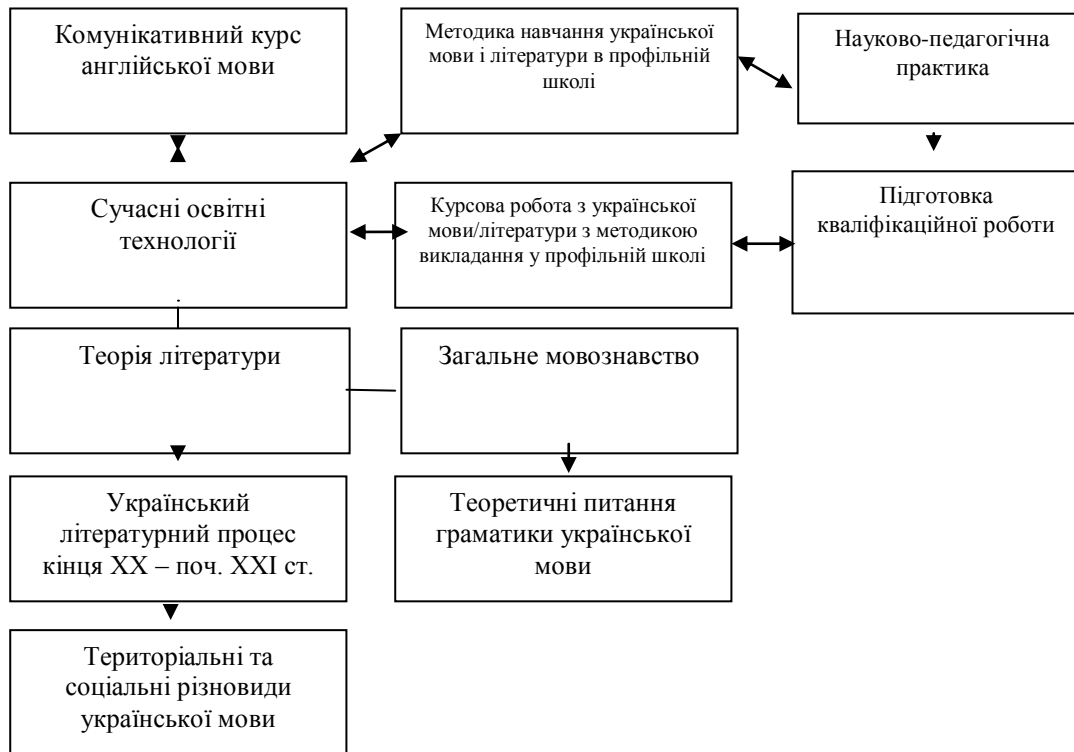 Комунікативний курс
англійської мови
Методика навчання української
мови і літератури в профільній
школі
Науково-педагогічна
практика
Сучасні освітні
технології
Курсова робота з української
мови/літератури з методикою
викладання у профільній школі
Підготовка
кваліфікаційної роботи
Теорія літератури
Загальне мовознавство
Український
літературний процес
кінця ХХ – поч. ХХІ ст.
Теоретичні питання
граматики української
мови
Територіальні та
соціальні різновиди
української мови